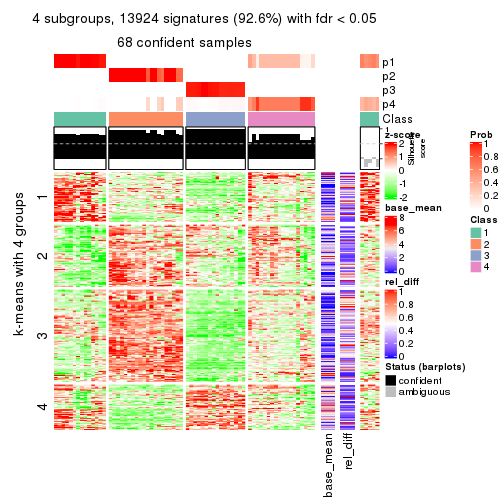 4 subgroups, 13924 signatures (92.6%) with fdr < 0.05
68 confident samples
p1
p2
p3
p4
Class
1
Silhouette
score
z-score
2
1
0
-1
-2
base_mean
8
6
4
2
0
rel_diff
1
0.8
0.6
0.4
0.2
0
Status (barplots)
confident
ambiguous
Prob
1
0.8
0.6
0.4
0.2
0
Class
1
2
3
4
k-means with 4 groups
1
2
3
4
base_mean
rel_diff